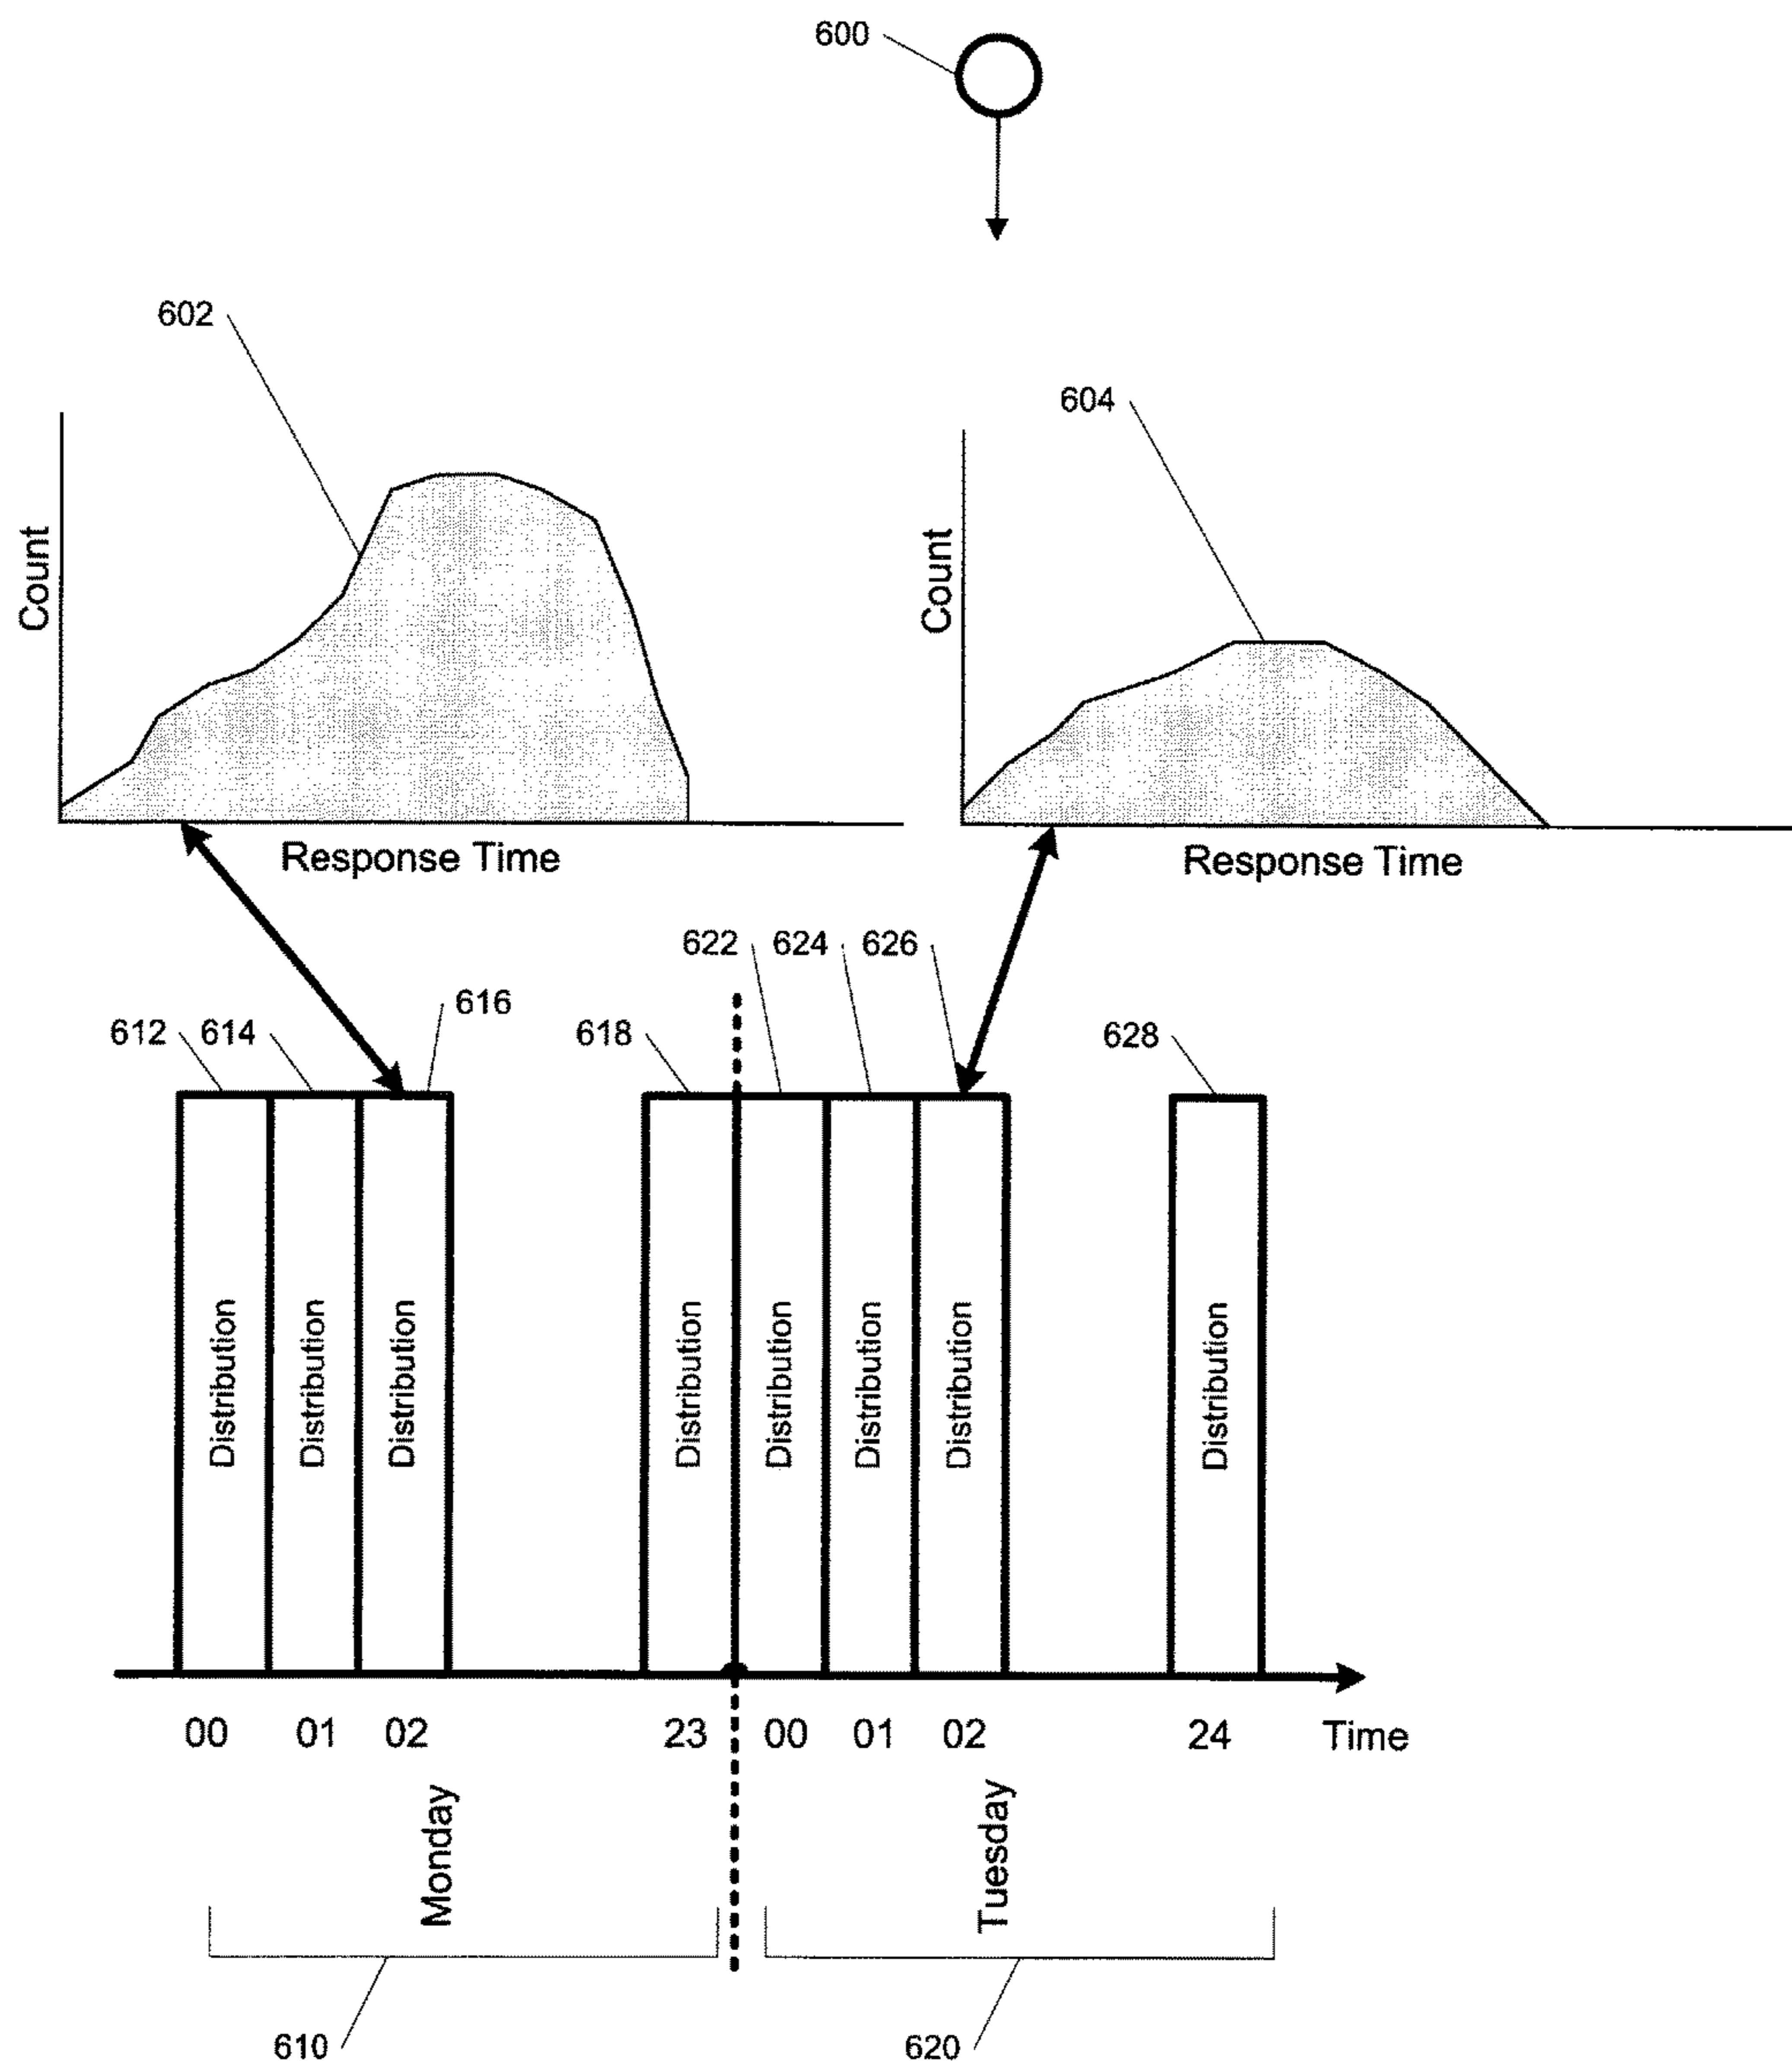 600
602
604
Count
Count
Response Time
Response Time
622 624 626
616
612 614
618
628
Distribution
Distribution
Distribution
Distribution
Distribution
Distribution
Distribution
Distribution
00 01 02 23 00 01 02 24 Time
Monday
Tuesday
610
620